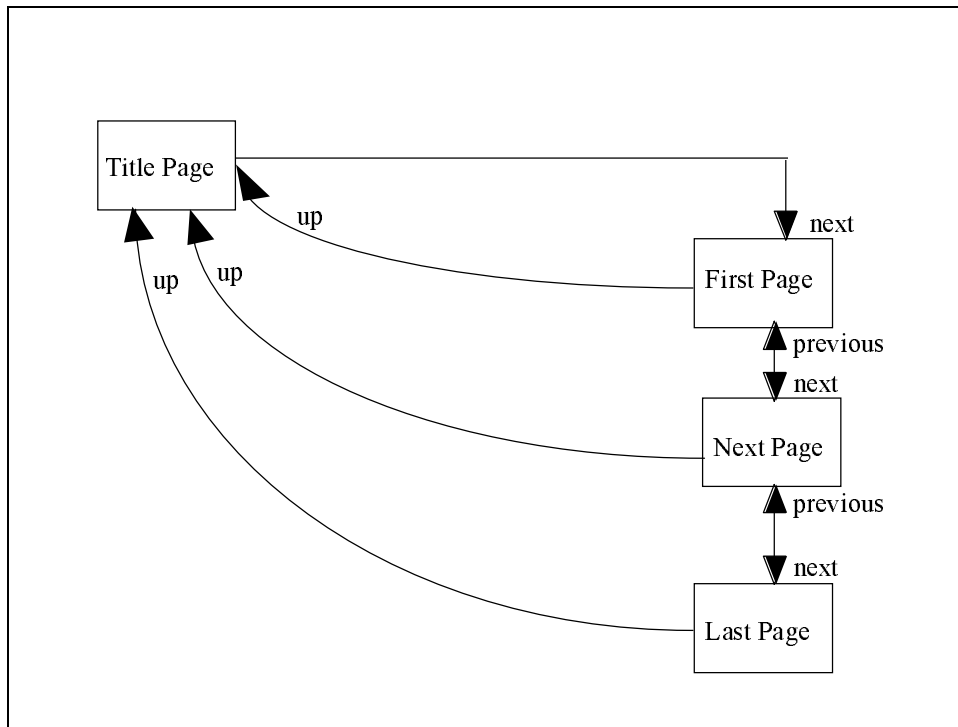 Title Page
up
next
up
up
First Page
previous
next
Next Page
previous
next
Last Page